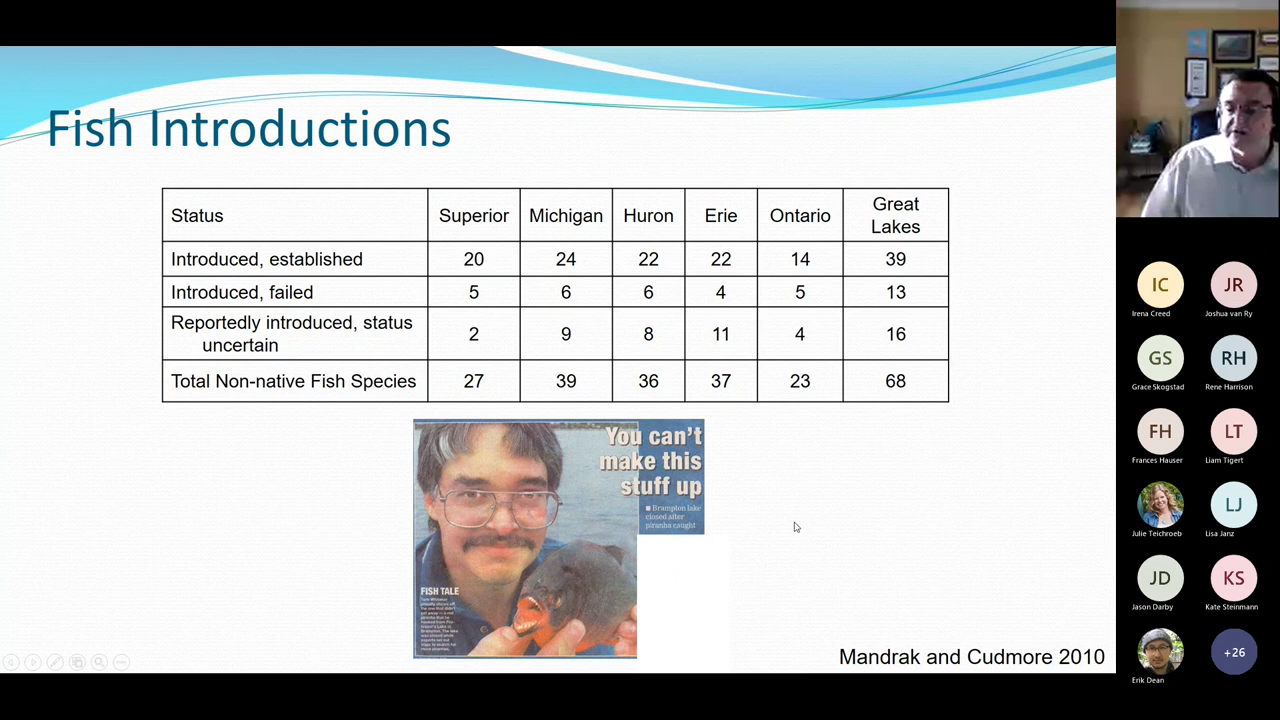 Fish Introductions
Status Superior Michigan Huron Erie Ontario Great Lakes
Introduced, established 20 24 22 22 14 39
Introduced, failed 5 6 6 4 5 13
Reportedly introduced, status uncertain 2 9 8 11 4 16
Total Non-native Fish Species 27 39 36 37 23 68
You can't
make this
stuff up
Brampton lake
closed after
piranha caught
FISH TALE
Mandrak and Cudmore 2010
IC
Irena Creed
JR
Joshua van Ry
GS
Grace Skogstad
RH
Rene Harrison
FH
Frances Hauser
LT
Liam Tigert
Julie Teichroeb
LJ
Lisa Janz
JD
Jason Darby
KS
Kate Steinmann
Erik Dean
+26